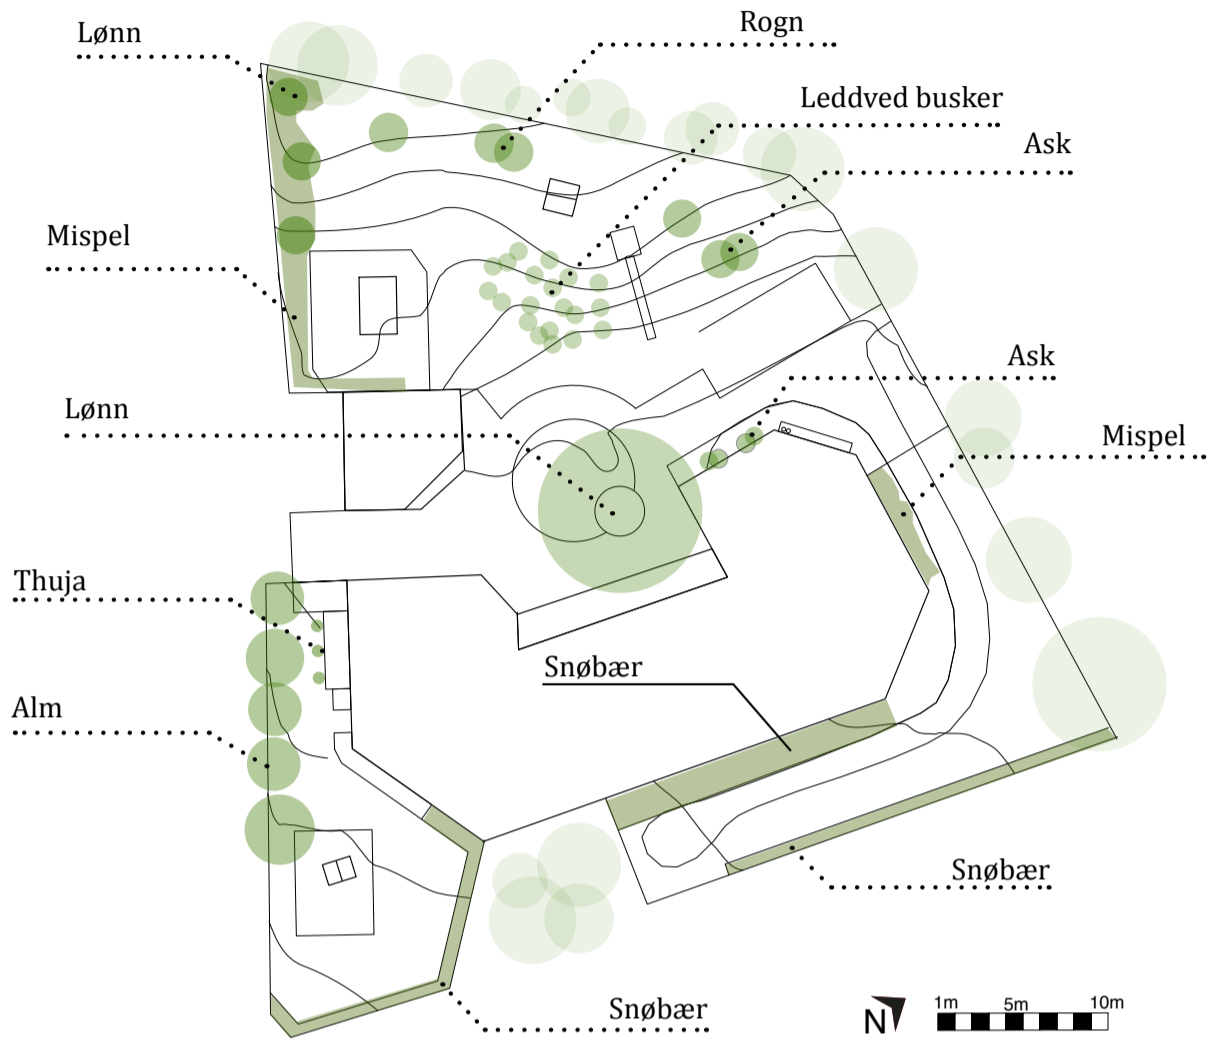 Lønn
Rogn
Leddved busker
Ask
Mispel
Ask
Lønn
Mispel
Thuja
Snøbær
Alm
Snøbær
Snøbær
N
1m 5m 10m